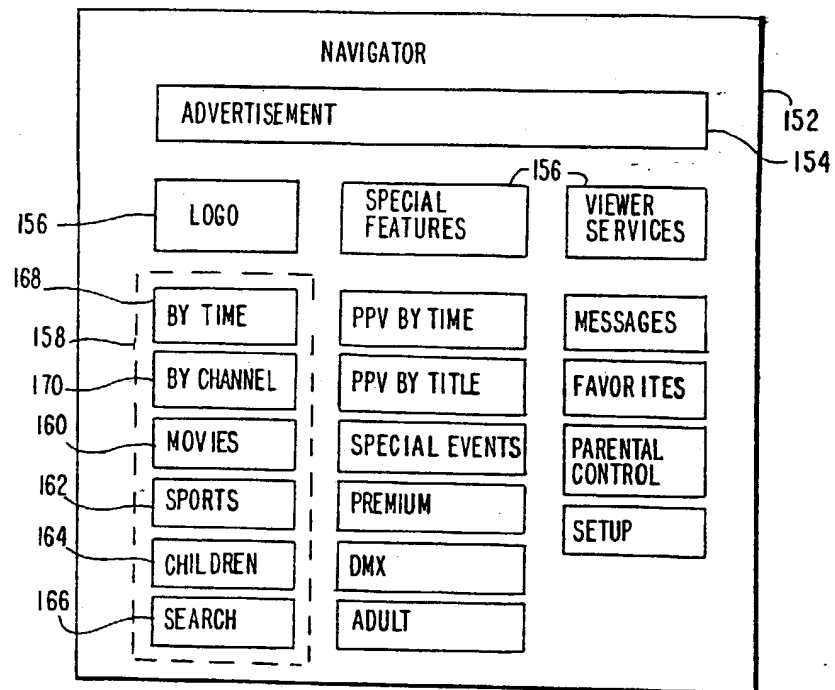 NAVIGATOR
ADVERTISEMENT
152
154
156
156
LOGO
SPECIAL
FEATURES
VIEWER
SERVICES
168
158
170
160
162
164
166
BY TIME
BY CHANNEL
MOVIES
SPORTS
CHILDREN
SEARCH
PPV BY TIME
PPV BY TITLE
SPECIAL EVENTS
PREMIUM
DMX
ADULT
MESSAGES
FAVORITES
PARENTAL
CONTROL
SETUP